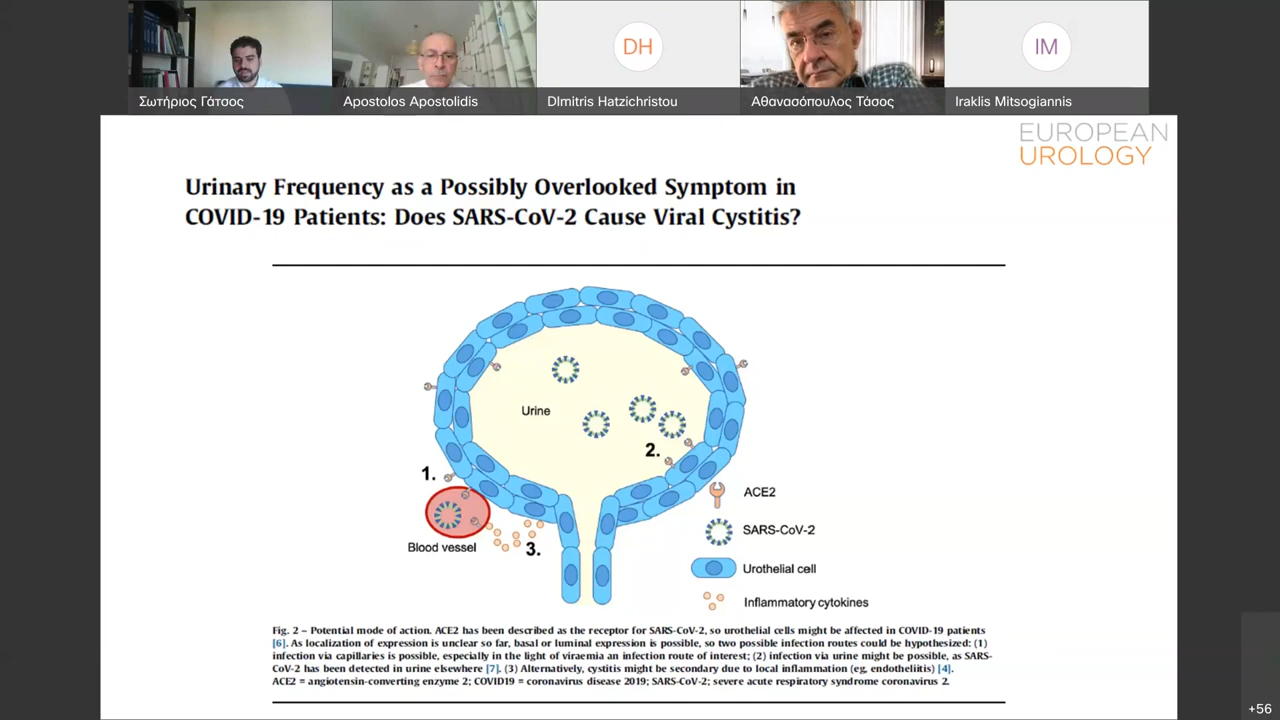 DH
IM
Σωτήριος Γάτσος
Apostolos Apostolidis
DImitris Hatzichristou
Αθανασόπουλος Τάσος
Iraklis Mitsogiannis
EUROPEAN
UROLOGY
Urinary Frequency as a Possibly Overlooked Symptom in
COVID-19 Patients: Does SARS-CoV-2 Cause Viral Cystitis?
Urine
2.
1.
ACE2
SARS-CoV-2
Blood vessel
3.
Urothelial cell
Inflammatory cytokines
Fig. 2 – Potential mode of action. ACE2 has been described as the receptor for SARS-CoV-2, so urothelial cells might be affected in COVID-19 patients
[6]. As localization of expression is unclear so far, basal or luminal expression is possible, so two possible infection routes could be hypothesized: (1)
infection via capillaries is possible, especially in the light of viraemia an infection route of interest; (2) infection via urine might be possible, as SARS-
CoV-2 has been detected in urine elsewhere [7]. (3) Alternatively, cystitis might be secondary due to local inflammation (eg, endotheliitis) [4].
ACE2 = angiotensin-converting enzyme 2; COVID19 = coronavirus disease 2019; SARS-CoV-2; severe acute respiratory syndrome coronavirus 2.
+56